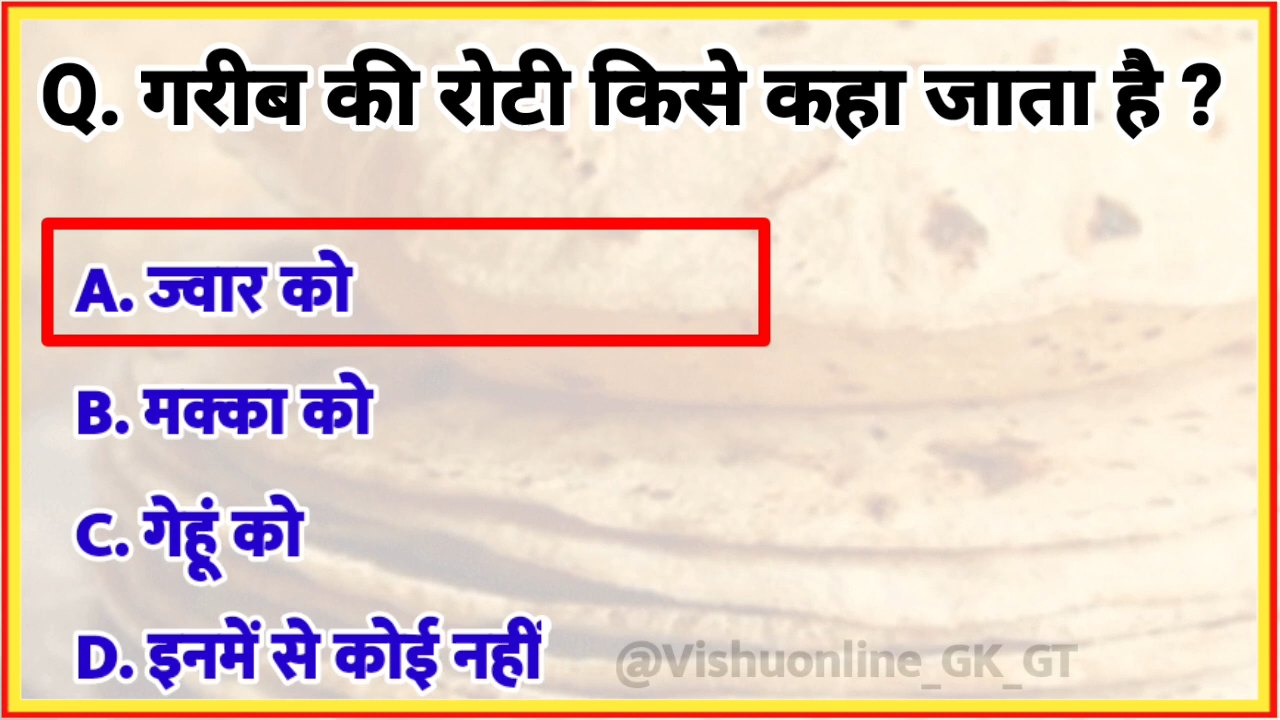 Q. गरीब की रोटी किसे कहा जाता है ?
A. ज्वार को
B. मक्का को
C. गेहूं को
D. इनमें से कोई नहीं
@Vishuonline_GK_GT